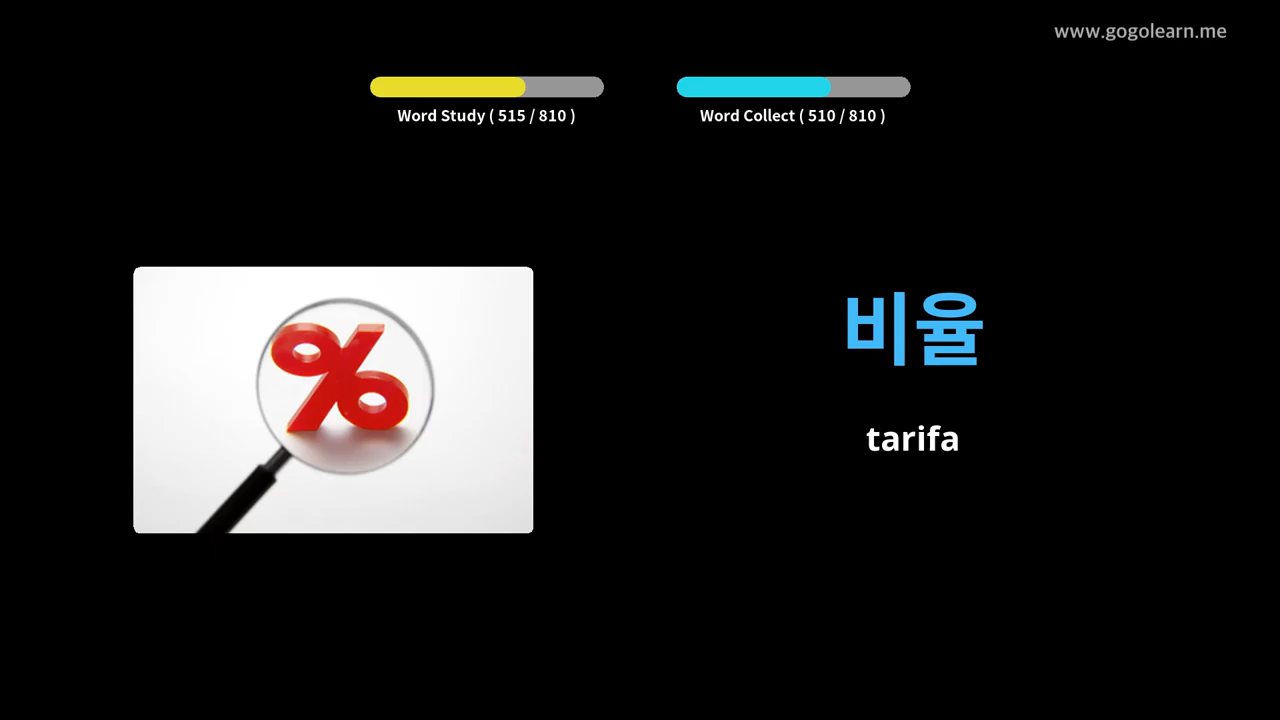 www.gogolearn.me
Word Study ( 515 / 810 )
Word Collect ( 510 / 810 )
%
비율
tarifa